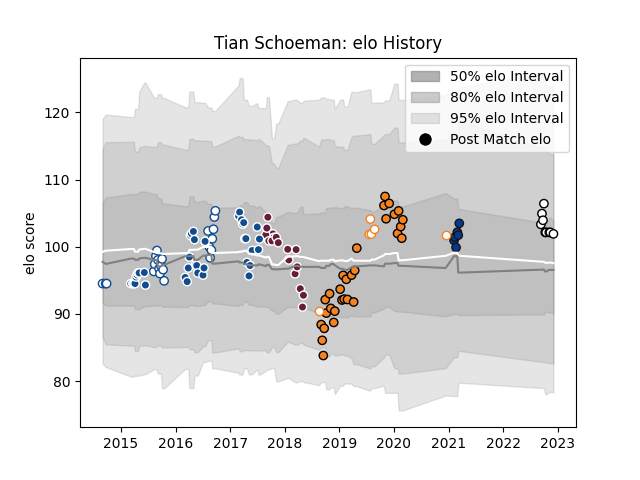 Tian Schoeman: elo History
50% elo Interval
80% elo Interval
95% elo Interval
Post Match elo
elo score
120
110
100
90
80
2015 2016 2017 2018 2019 2020 2021 2022 2023